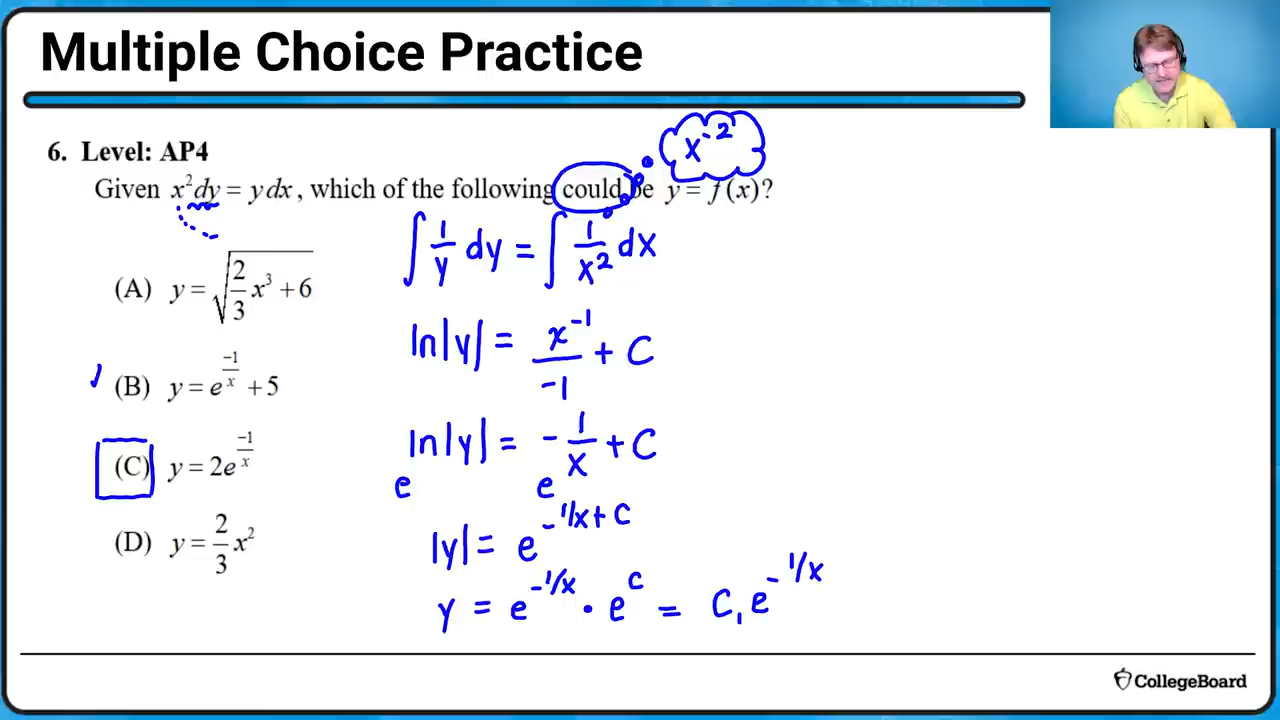 Multiple Choice Practice
6. Level: AP4
Given x²dy = y dx, which of the following could be y = f(x)?
x⁻²
∫ 1/y dy = ∫ 1/x² dx
(A) y = √(2/3 x³ + 6)
ln|y| = x⁻¹/-1 + C
(B) y = e^(-1/x) + 5
ln|y| = -1/x + C
(C) y = 2e^(-1/x)
e e
|y| = e^(-1/x + C)
(D) y = 2/3 x²
y = e^(-1/x) • e^C = C₁e^(-1/x)
CollegeBoard